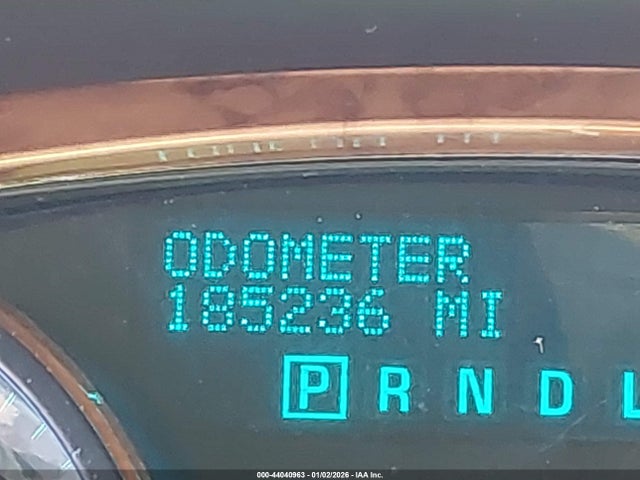 ODOMETER
185236 MI
P R N D L
000-44040963 - 01/02/2026 - IAA Inc.